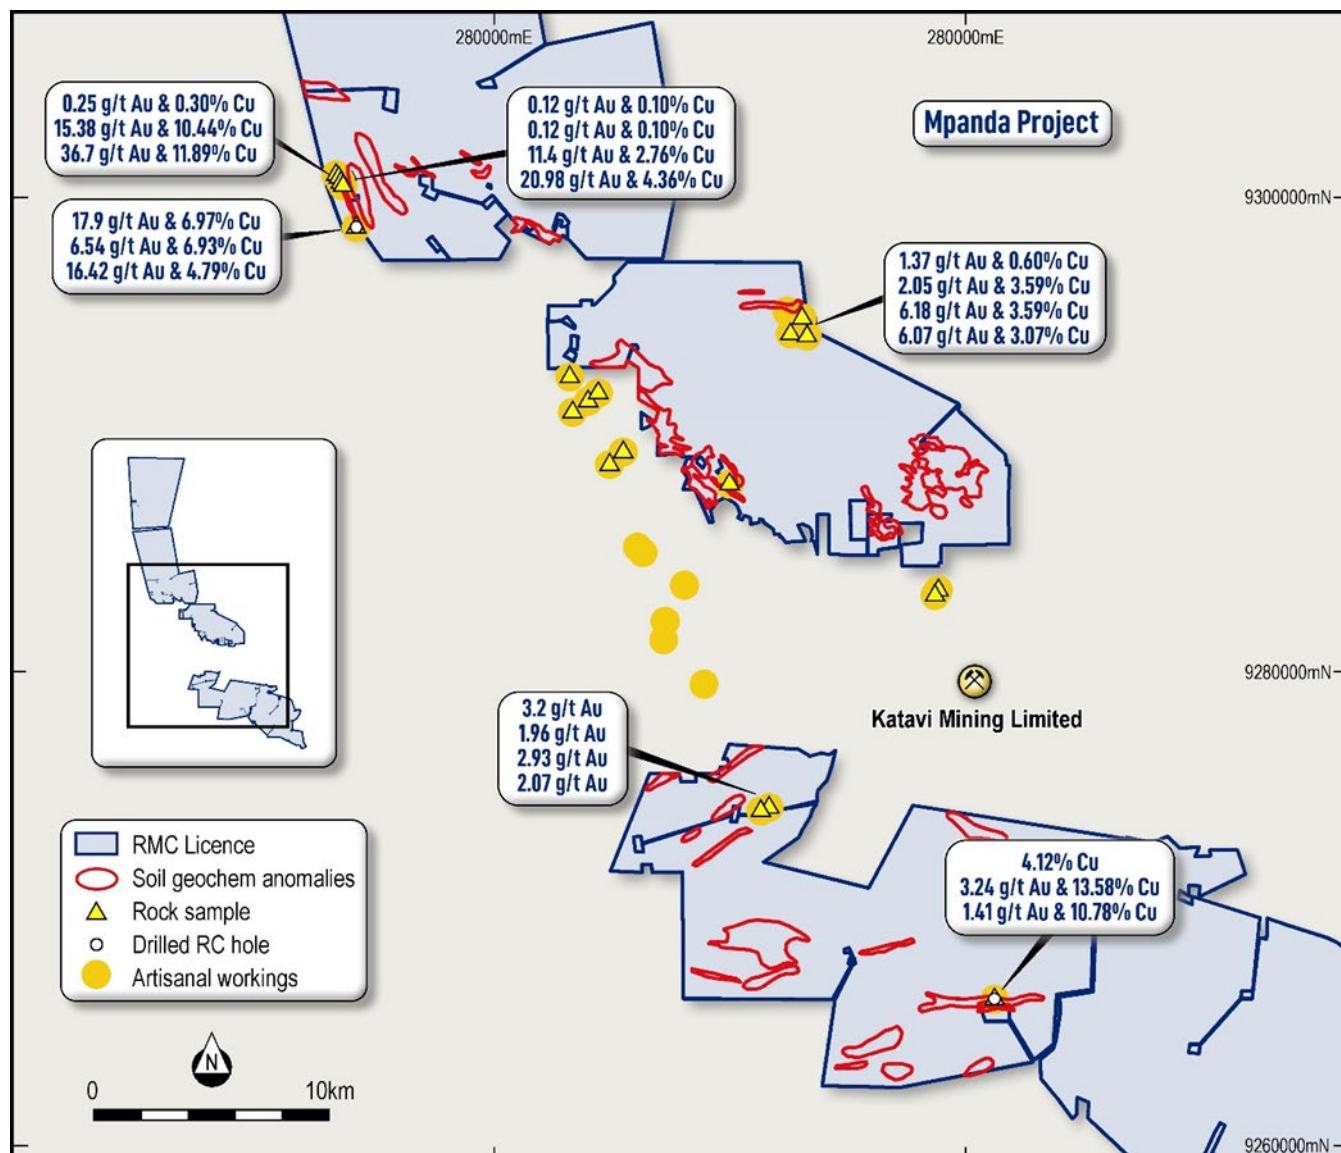 280000mE
280000mE
0.25 g/t Au & 0.30% Cu
15.38 g/t Au & 10.44% Cu
36.7 g/t Au & 11.89% Cu
0.12 g/t Au & 0.10% Cu
0.12 g/t Au & 0.10% Cu
11.4 g/t Au & 2.76% Cu
20.98 g/t Au & 4.36% Cu
Mpanda Project
9300000mN
17.9 g/t Au & 6.97% Cu
6.54 g/t Au & 6.93% Cu
16.42 g/t Au & 4.79% Cu
1.37 g/t Au & 0.60% Cu
2.05 g/t Au & 3.59% Cu
6.18 g/t Au & 3.59% Cu
6.07 g/t Au & 3.07% Cu
9280000mN
Katavi Mining Limited
3.2 g/t Au
1.96 g/t Au
2.93 g/t Au
2.07 g/t Au
RMC Licence
Soil geochem anomalies
Rock sample
Drilled RC hole
Artisanal workings
4.12% Cu
3.24 g/t Au & 13.58% Cu
1.41 g/t Au & 10.78% Cu
N
0 10km
9260000mN